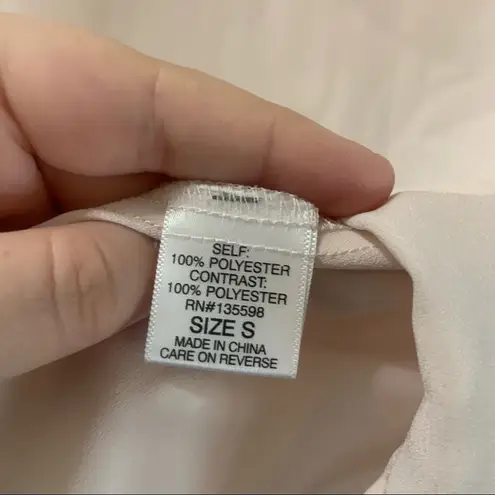 SELF:
100% POLYESTER
CONTRAST:
100% POLYESTER
RN#135598
SIZE S
MADE IN CHINA
CARE ON REVERSE